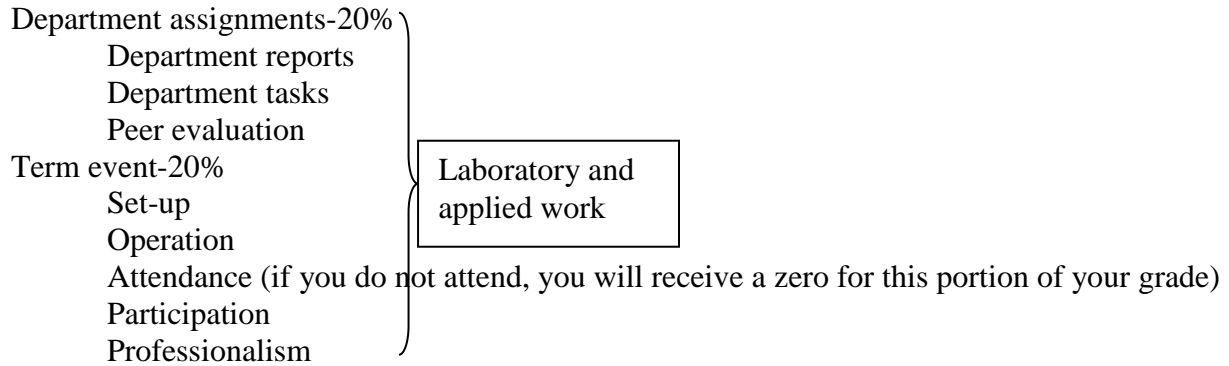 Department assignments-20%
Department reports
Department tasks
Peer evaluation
Term event-20%
Set-up
Operation
Attendance (if you do not attend, you will receive a zero for this portion of your grade)
Participation
Professionalism
Laboratory and
applied work